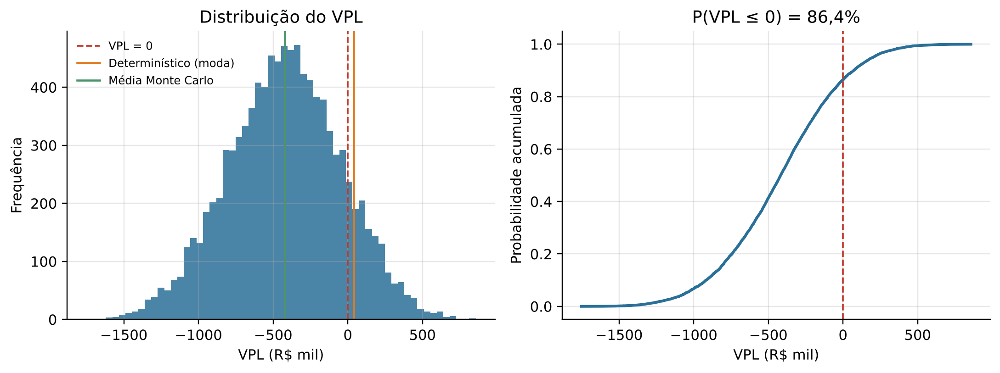 Distribuição do VPL
VPL = 0
Determinístico (moda)
Média Monte Carlo
Frequência
400
300
200
100
0
−1500
−1000
−500
0
500
VPL (R$ mil)
P(VPL ≤ 0) = 86,4%
Probabilidade acumulada
1.0
0.8
0.6
0.4
0.2
0.0
−1500
−1000
−500
0
500
VPL (R$ mil)